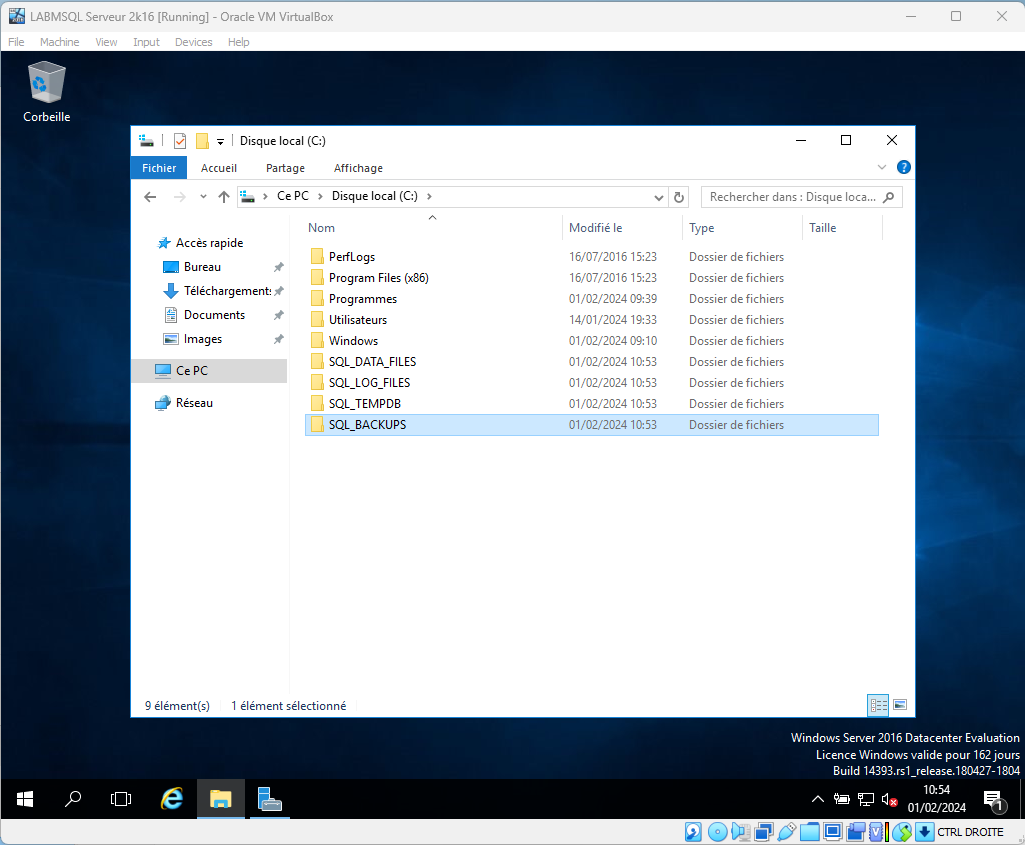 LABMSQL Serveur 2k16 [Running] - Oracle VM VirtualBox
File Machine View Input Devices Help
Corbeille
Disque local (C:)
Fichier Accueil Partage Affichage
Ce PC Disque local (C:)
Rechercher dans : Disque loca...
Nom Modifié le Type Taille
Accès rapide
Bureau
Téléchargements
Documents
Images
Ce PC
Réseau
PerfLogs 16/07/2016 15:23 Dossier de fichiers
Program Files (x86) 16/07/2016 15:23 Dossier de fichiers
Programmes 01/02/2024 09:39 Dossier de fichiers
Utilisateurs 14/01/2024 19:33 Dossier de fichiers
Windows 01/02/2024 09:10 Dossier de fichiers
SQL_DATA_FILES 01/02/2024 10:53 Dossier de fichiers
SQL_LOG_FILES 01/02/2024 10:53 Dossier de fichiers
SQL_TEMPDB 01/02/2024 10:53 Dossier de fichiers
SQL_BACKUPS 01/02/2024 10:53 Dossier de fichiers
9 élément(s) 1 élément sélectionné
Windows Server 2016 Datacenter Evaluation
Licence Windows valide pour 162 jours
Build 14393.rs1_release.180427-1804
10:54
01/02/2024
1
CTRL DROITE